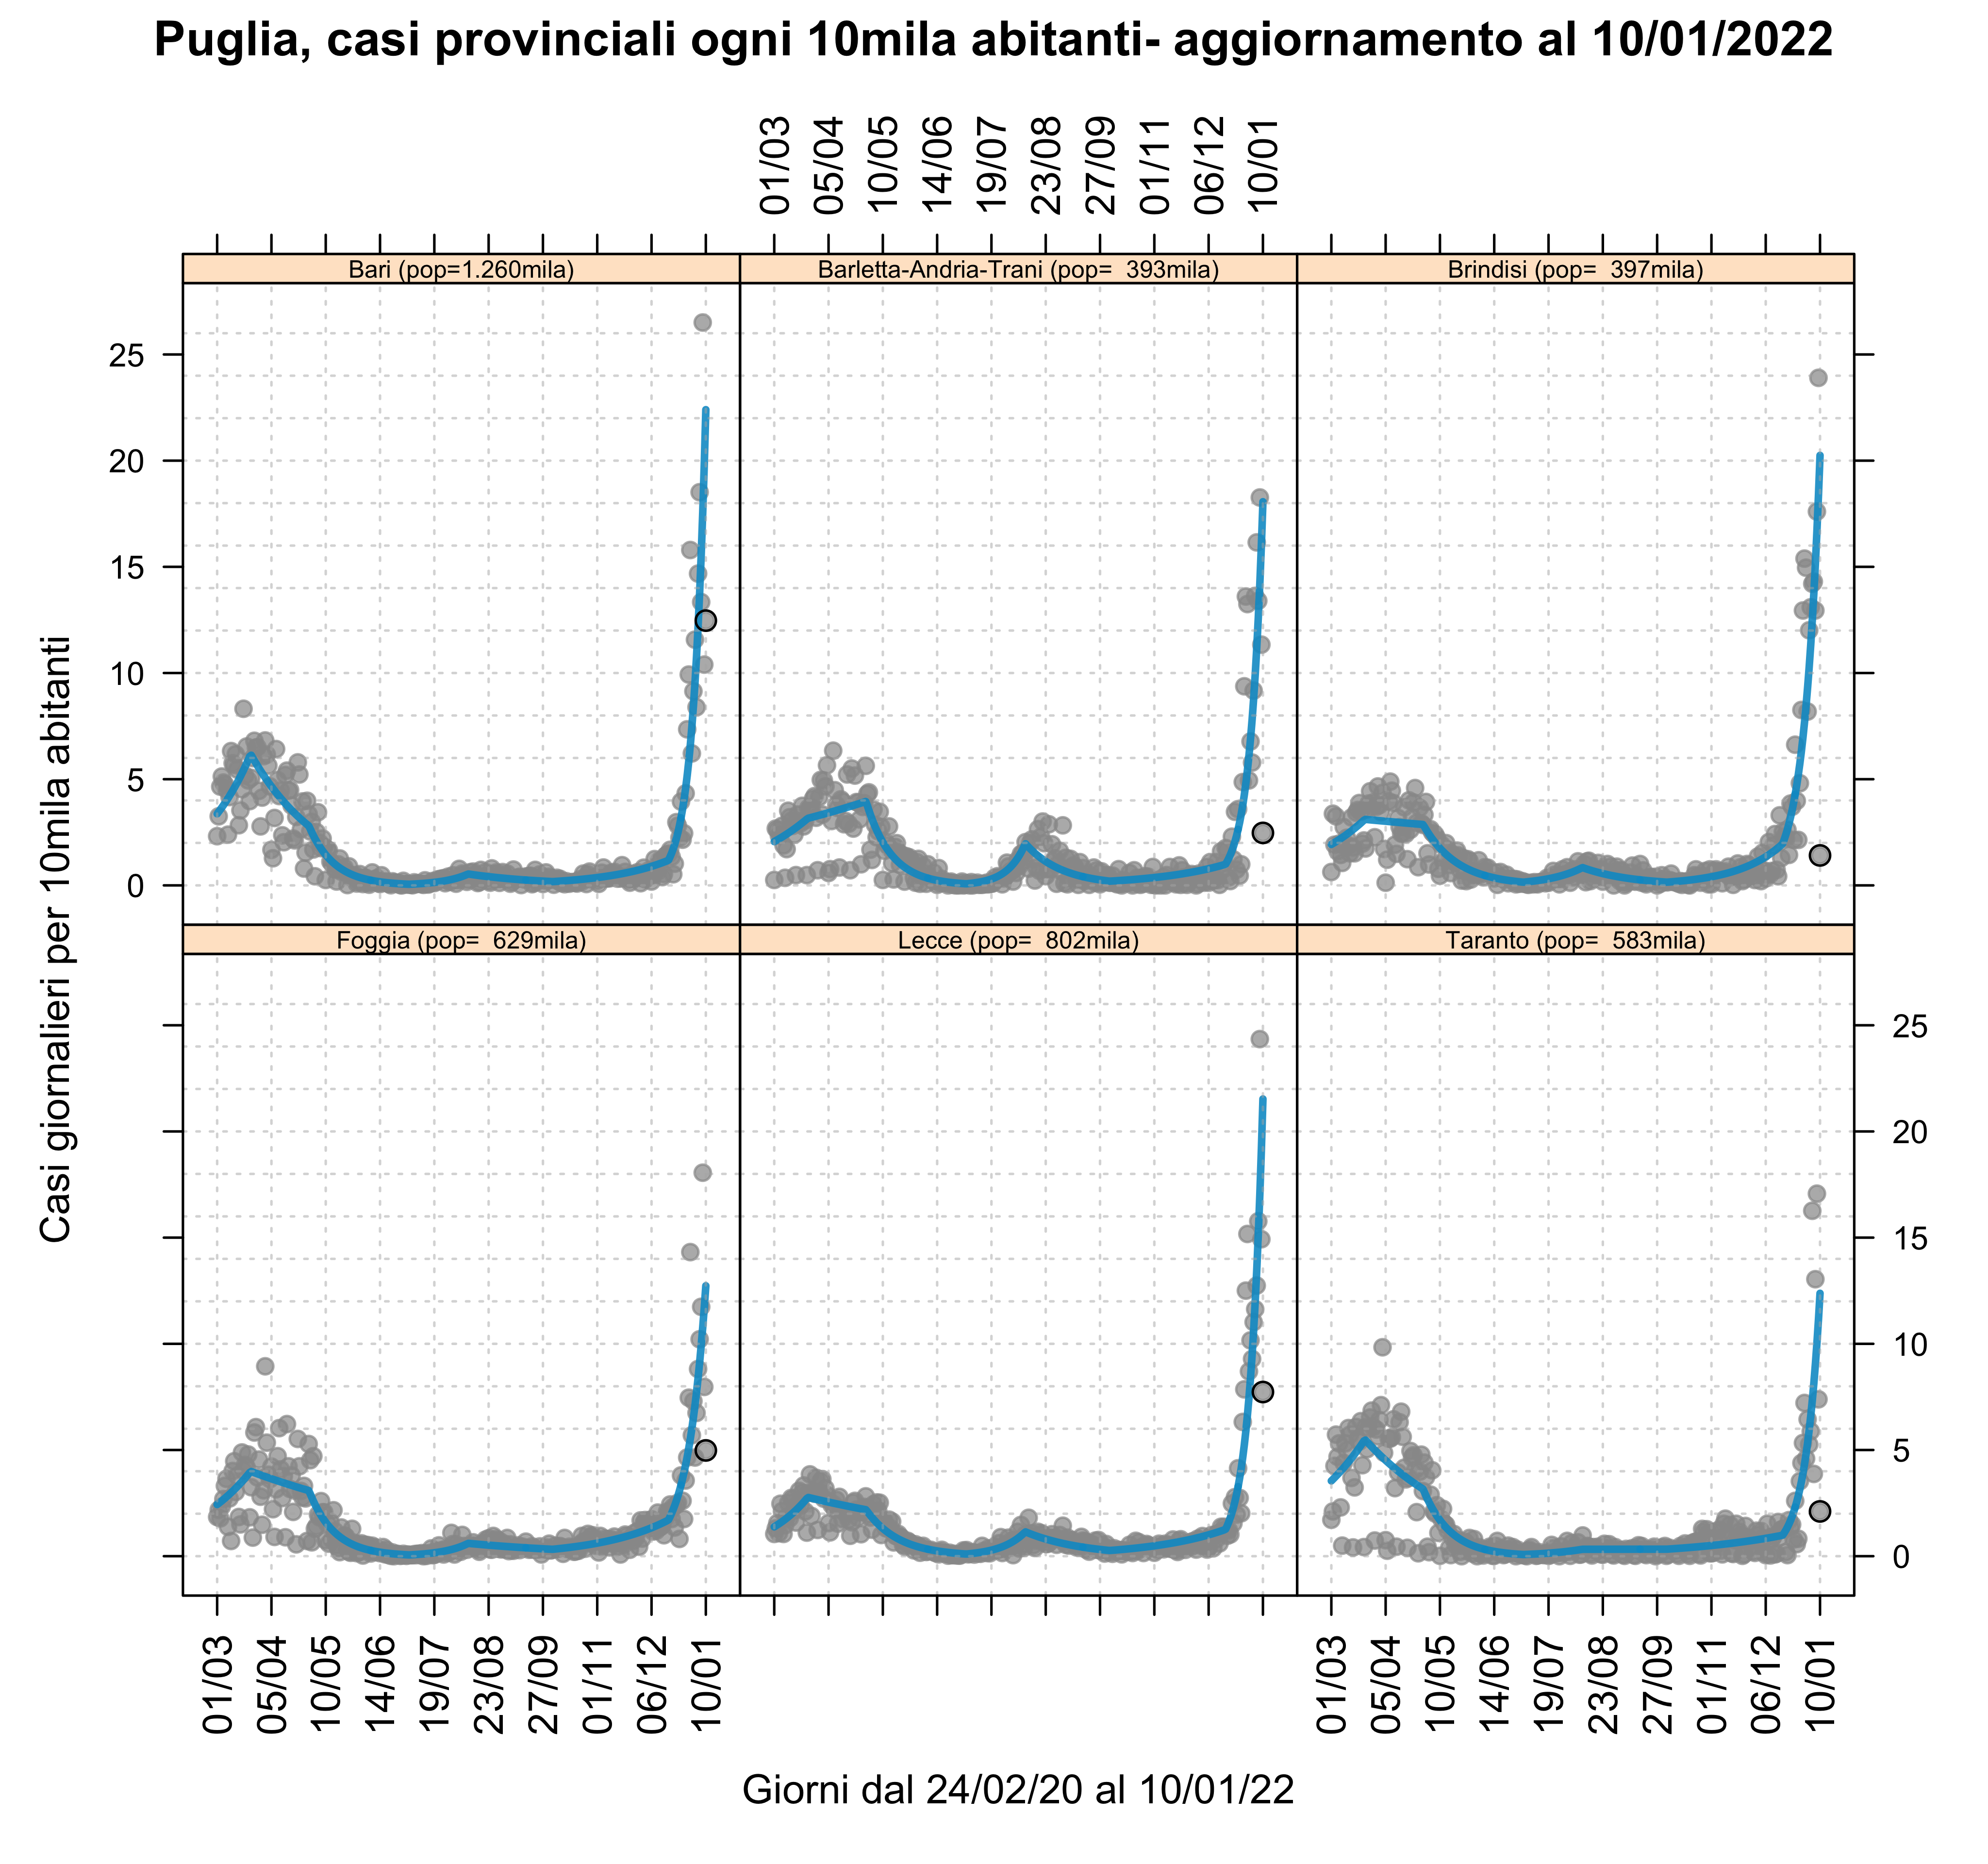 Puglia, casi provinciali ogni 10mila abitanti- aggiornamento al 10/01/2022
01/03 05/04 10/05 14/06 19/07 23/08 27/09 01/11 06/12 10/01
Bari (pop=1.260mila)
Barletta-Andria-Trani (pop=  393mila)
Brindisi (pop=  397mila)
25
20
15
10
5
0
Casi giornalieri per 10mila abitanti
Foggia (pop=  629mila)
Lecce (pop=  802mila)
Taranto (pop=  583mila)
25
20
15
10
5
0
01/03 05/04 10/05 14/06 19/07 23/08 27/09 01/11 06/12 10/01
01/03 05/04 10/05 14/06 19/07 23/08 27/09 01/11 06/12 10/01
Giorni dal 24/02/20 al 10/01/22